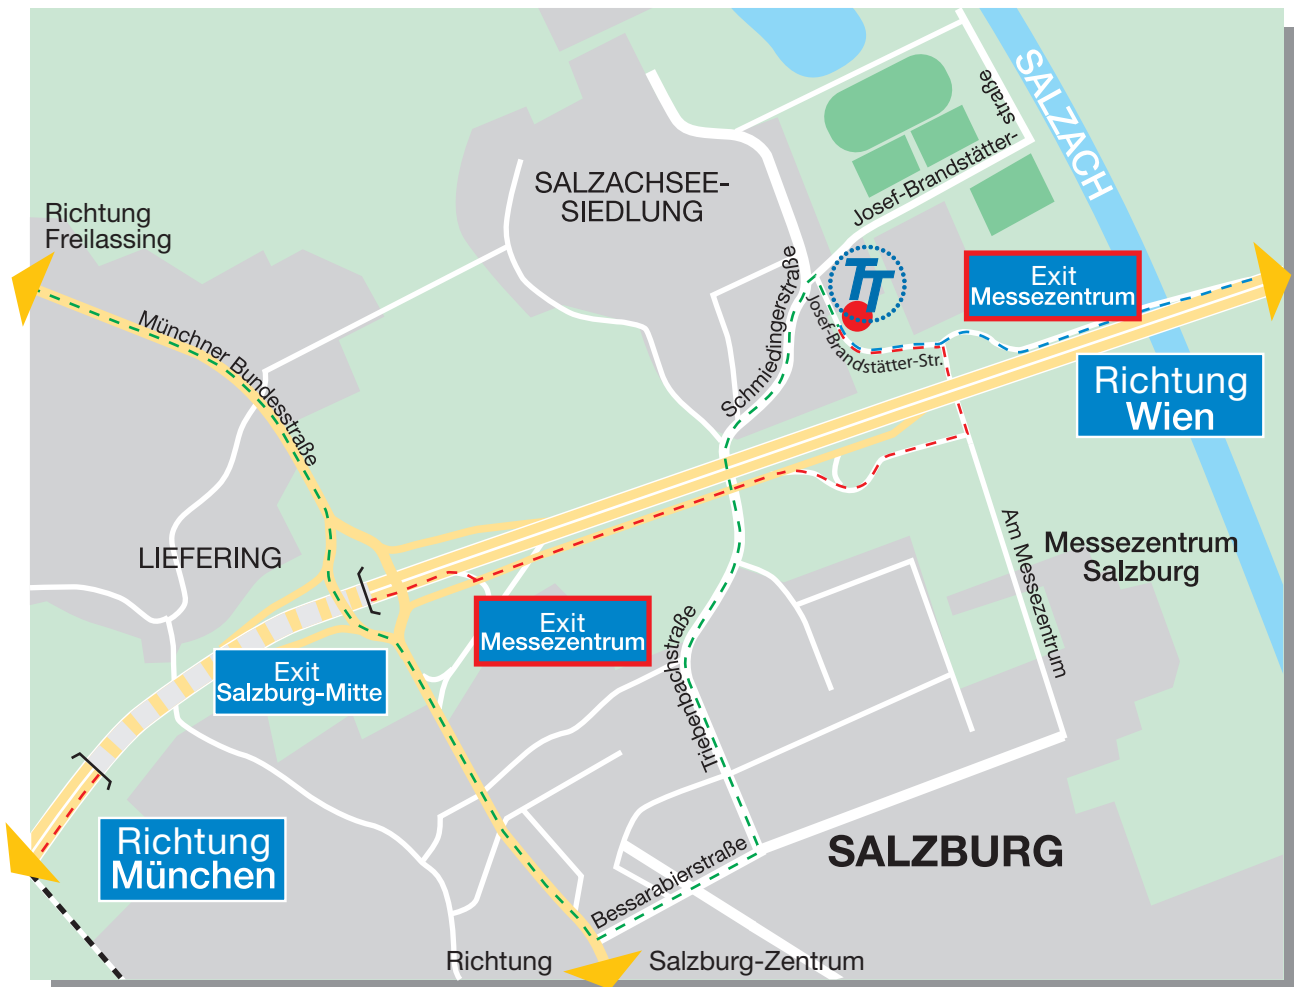 SALZACH
straße
Josef-Brandstätter-
SALZACHSEE-
SIEDLUNG
Richtung
Freilassing
TT
Exit
Messezentrum
Schmiedingerstraße
Josef-Brandstätter-Str.
Münchner Bundesstraße
Richtung
Wien
LIEFERING
Am Messezentrum
Messezentrum
Salzburg
Exit
Messezentrum
Exit
Salzburg-Mitte
Triebenbachstraße
Richtung
München
SALZBURG
Bessarabierstraße
Richtung
Salzburg-Zentrum